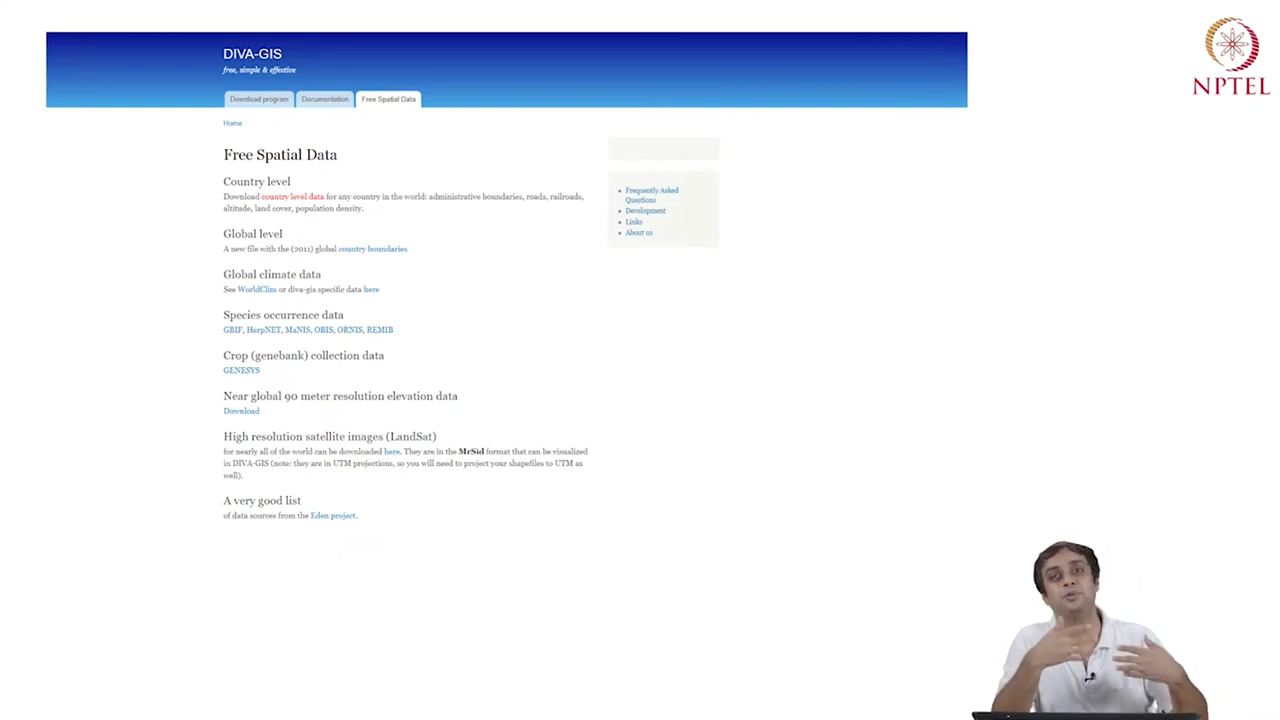 DIVA-GIS
free, simple & effective
Download program
Documentation
Free Spatial Data
NPTEL
Home
Free Spatial Data
Country level
Download country level data for any country in the world: administrative boundaries, roads, railroads,
altitude, land cover, population density.
Global level
A new file with the (2011) global country boundaries
Global climate data
See WorldClim or diva-gis specific data here
Species occurrence data
GBIF, HerpNET, MaNIS, OBIS, ORNIS, REMIB
Crop (genebank) collection data
GENESYS
Near global 90 meter resolution elevation data
Download
High resolution satellite images (LandSat)
for nearly all of the world can be downloaded here. They are in the MrSid format that can be visualized
in DIVA-GIS (note: they are in UTM projections, so you will need to project your shapefiles to UTM as
well).
A very good list
of data sources from the Eden project.
Frequently Asked
Questions
Development
Links
About us